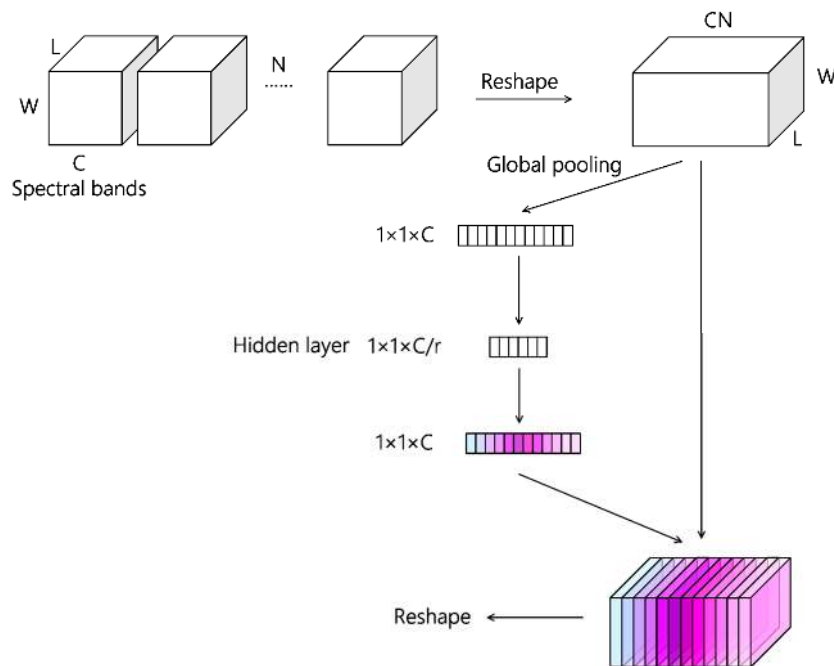 L
N
CN
W
Reshape
W
C
L
Spectral bands
Global pooling
1×1×C
Hidden layer 1×1×C/r
1×1×C
Reshape